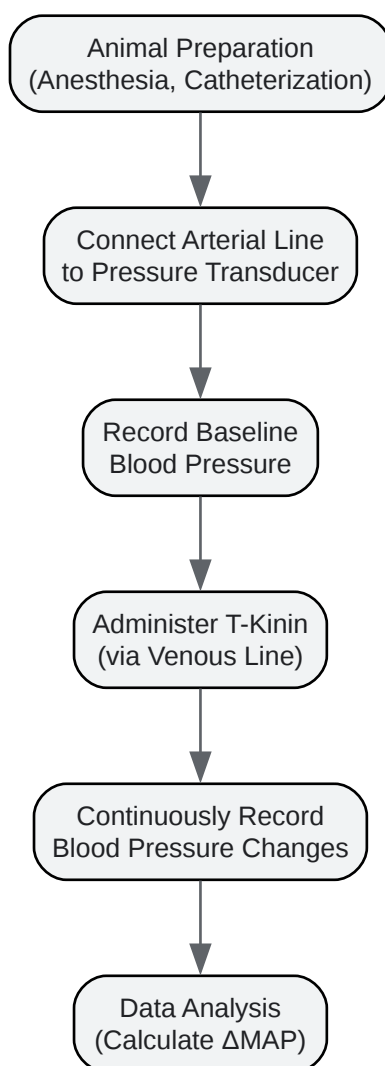 Animal Preparation
(Anesthesia, Catheterization)
Connect Arterial Line
to Pressure Transducer
Record Baseline
Blood Pressure
Administer T-Kinin
(via Venous Line)
Continuously Record
Blood Pressure Changes
Data Analysis
(Calculate ΔMAP)